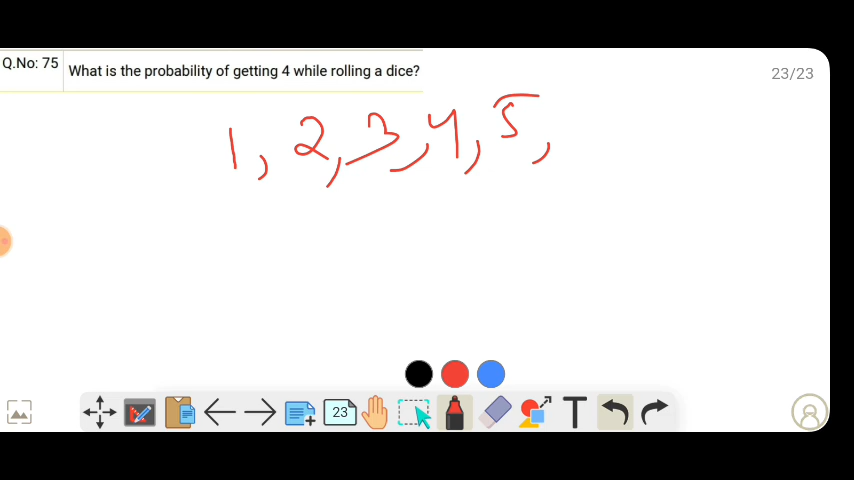 Q.No: 75 What is the probability of getting 4 while rolling a dice?
23/23
1, 2, 3, 4, 5,
23
T